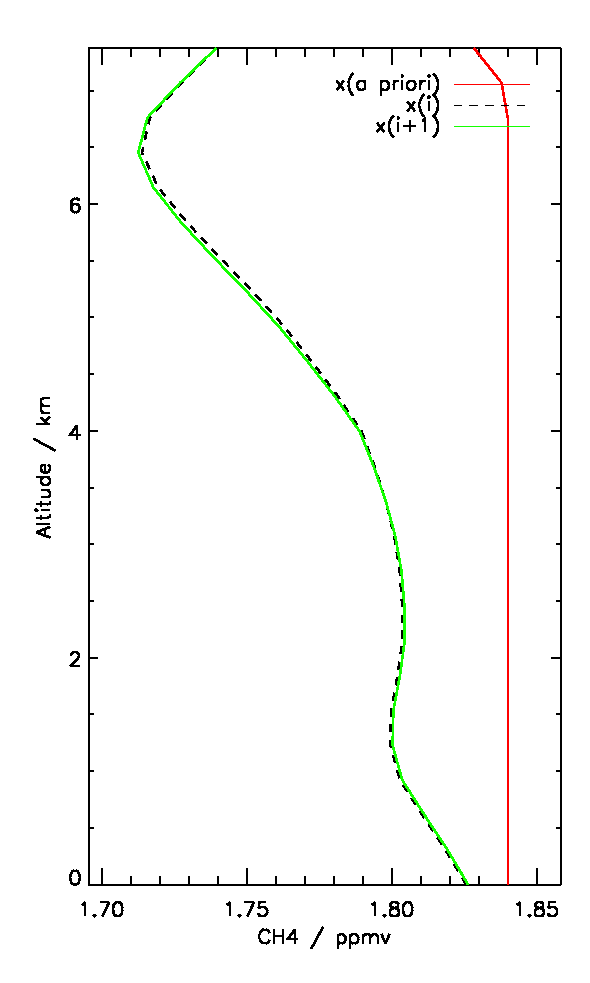 x(a priori)
x(i)
x(i+1)
6
4
2
0
Altitude / km
1.70 1.75 1.80 1.85
CH4 / ppmv